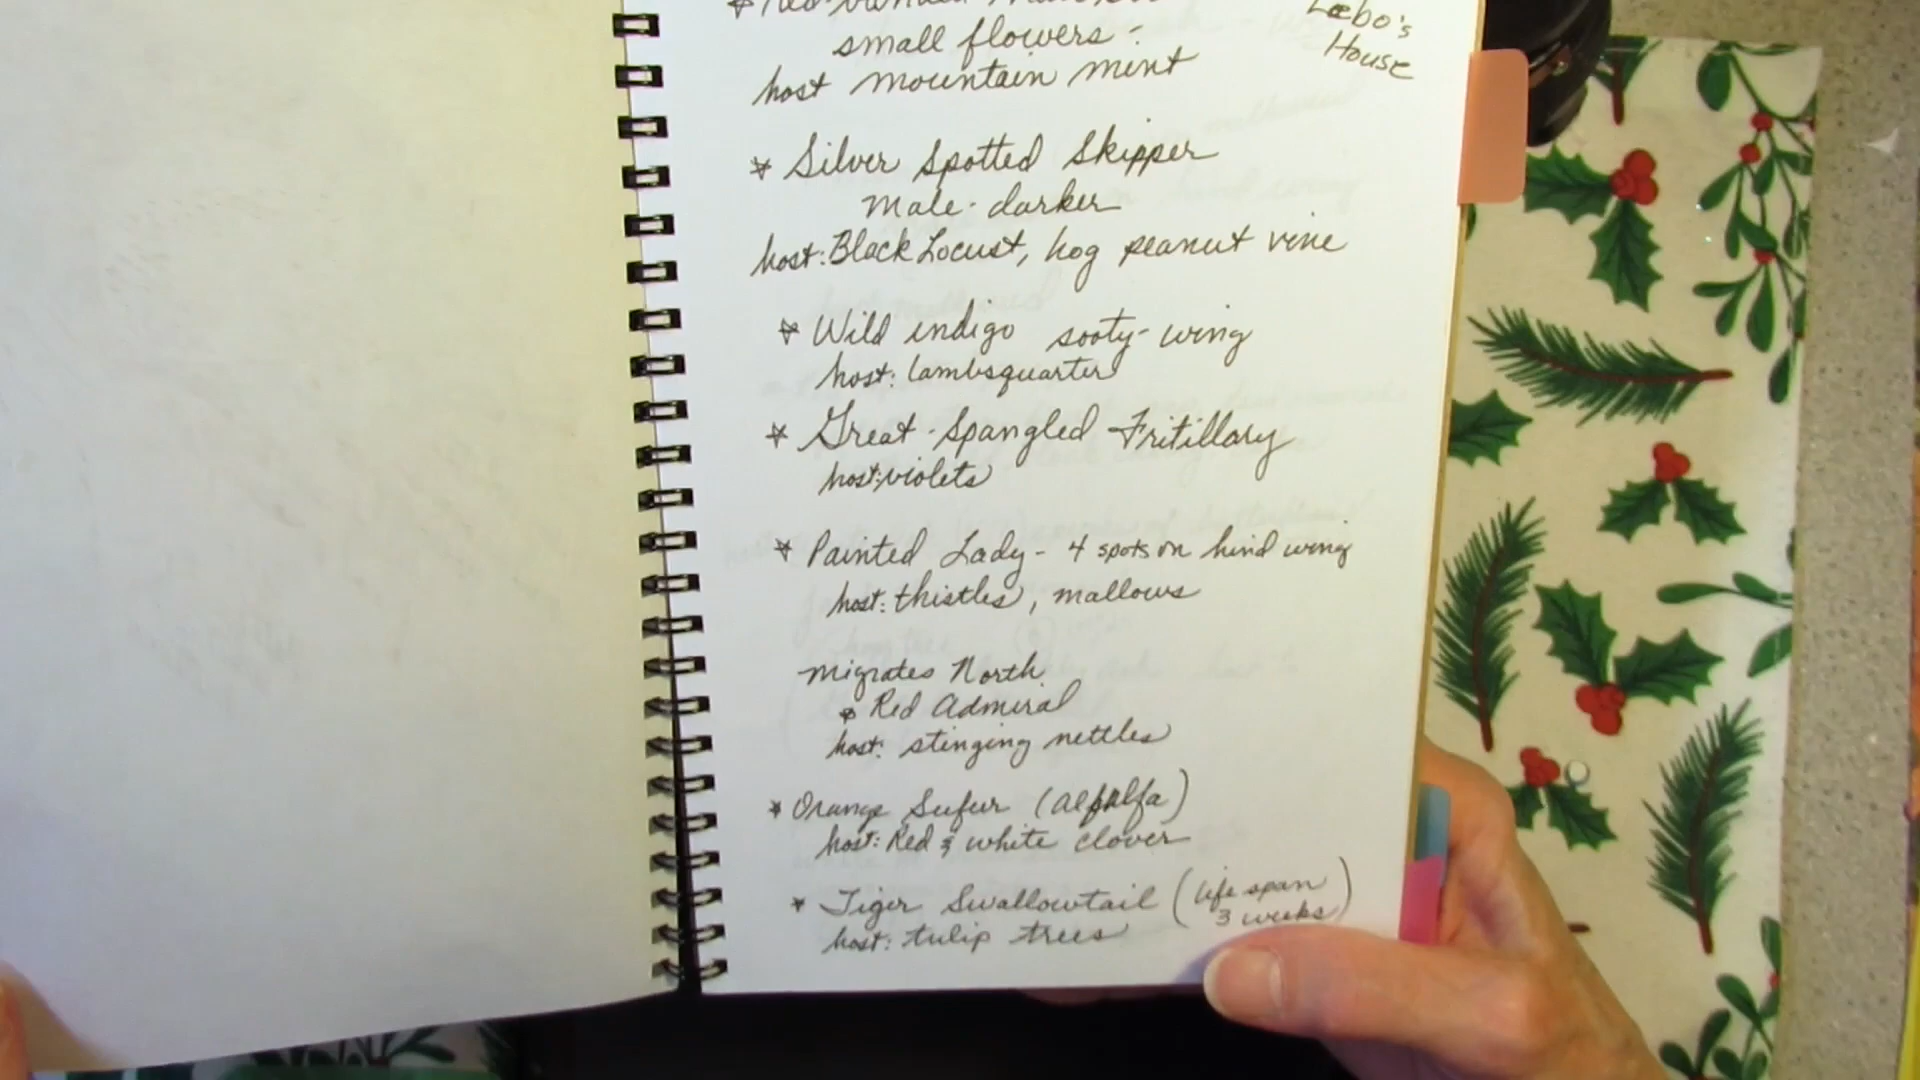 small flowers -
host mountain mint
House
* Silver Spotted Skipper
male - darker
host: Black Locust, hog peanut vine
* Wild indigo sooty-wing
host: lambsquarter
* Great-Spangled Fritillary
host: violets
* Painted Lady - 4 spots on hind wing
host: thistles, mallows
migrates North
* Red Admiral
host: stinging nettles
* Orange Sufur (alfalfa)
host: Red & white clover
* Tiger Swallowtail (life span
3 weeks)
host: tulip trees